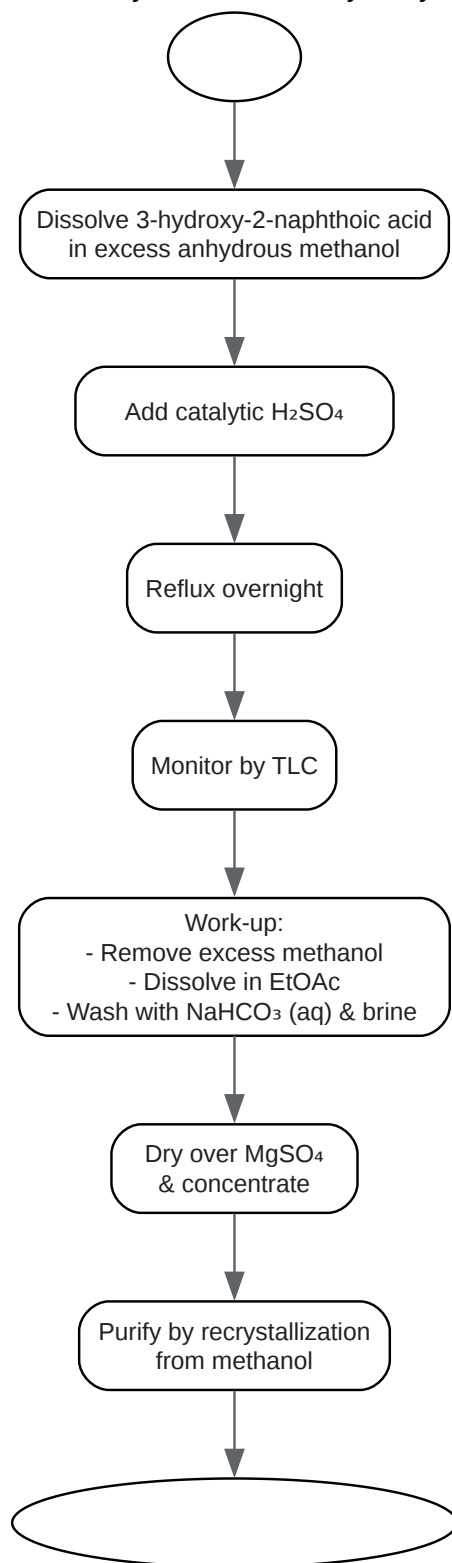 Dissolve 3-hydroxy-2-naphthoic acid
in excess anhydrous methanol
Add catalytic H₂SO₄
Reflux overnight
Monitor by TLC
Work-up:
- Remove excess methanol
- Dissolve in EtOAc
- Wash with NaHCO₃ (aq) & brine
Dry over MgSO₄
& concentrate
Purify by recrystallization
from methanol